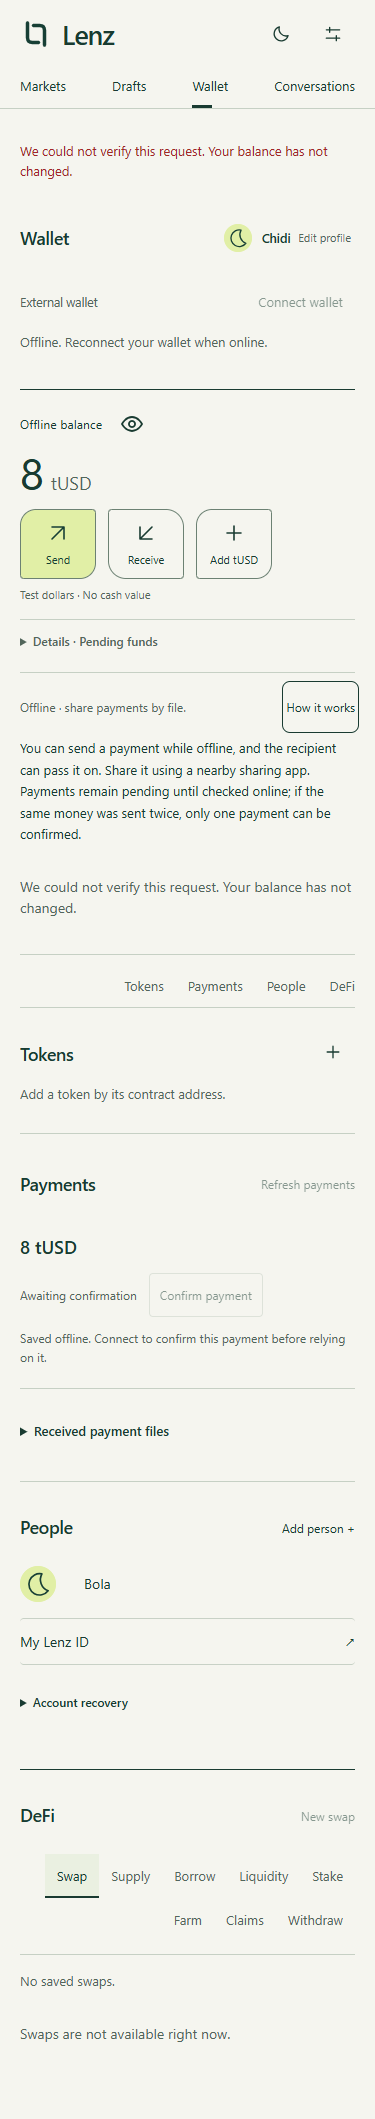 Lenz
Markets Drafts Wallet Conversations
We could not verify this request. Your balance has not
changed.
Wallet Chidi Edit profile
External wallet Connect wallet
Offline. Reconnect your wallet when online.
Offline balance
8 tUSD
Send Receive Add tUSD
Test dollars · No cash value
Details · Pending funds
Offline · share payments by file. How it works
You can send a payment while offline, and the recipient
can pass it on. Share it using a nearby sharing app.
Payments remain pending until checked online; if the
same money was sent twice, only one payment can be
confirmed.
We could not verify this request. Your balance has not
changed.
Tokens Payments People DeFi
Tokens
Add a token by its contract address.
Payments Refresh payments
8 tUSD
Awaiting confirmation Confirm payment
Saved offline. Connect to confirm this payment before relying
on it.
Received payment files
People Add person +
Bola
My Lenz ID ↗
Account recovery
DeFi New swap
Swap Supply Borrow Liquidity Stake
Farm Claims Withdraw
No saved swaps.
Swaps are not available right now.